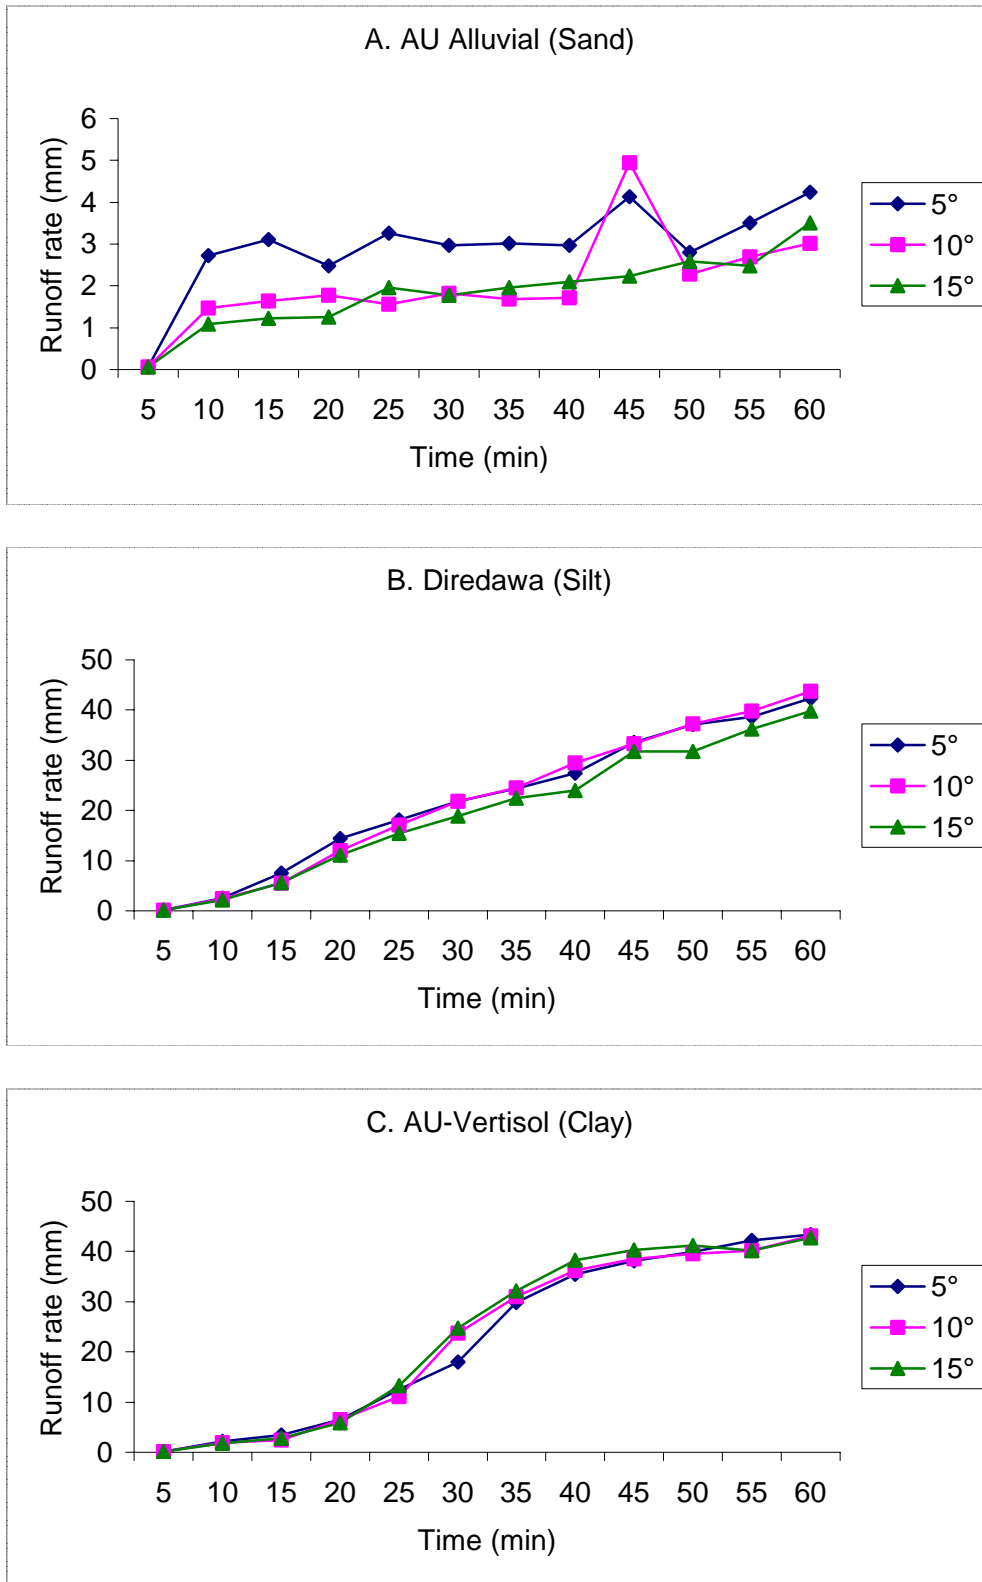 A. AU Alluvial (Sand)
6
5
4
3
2
1
0
Runoff rate (mm)
5 10 15 20 25 30 35 40 45 50 55 60
Time (min)
5°
10°
15°
B. Diredawa (Silt)
50
40
30
20
10
0
Runoff rate (mm)
5 10 15 20 25 30 35 40 45 50 55 60
Time (min)
5°
10°
15°
C. AU-Vertisol (Clay)
50
40
30
20
10
0
Runoff rate (mm)
5 10 15 20 25 30 35 40 45 50 55 60
Time (min)
5°
10°
15°